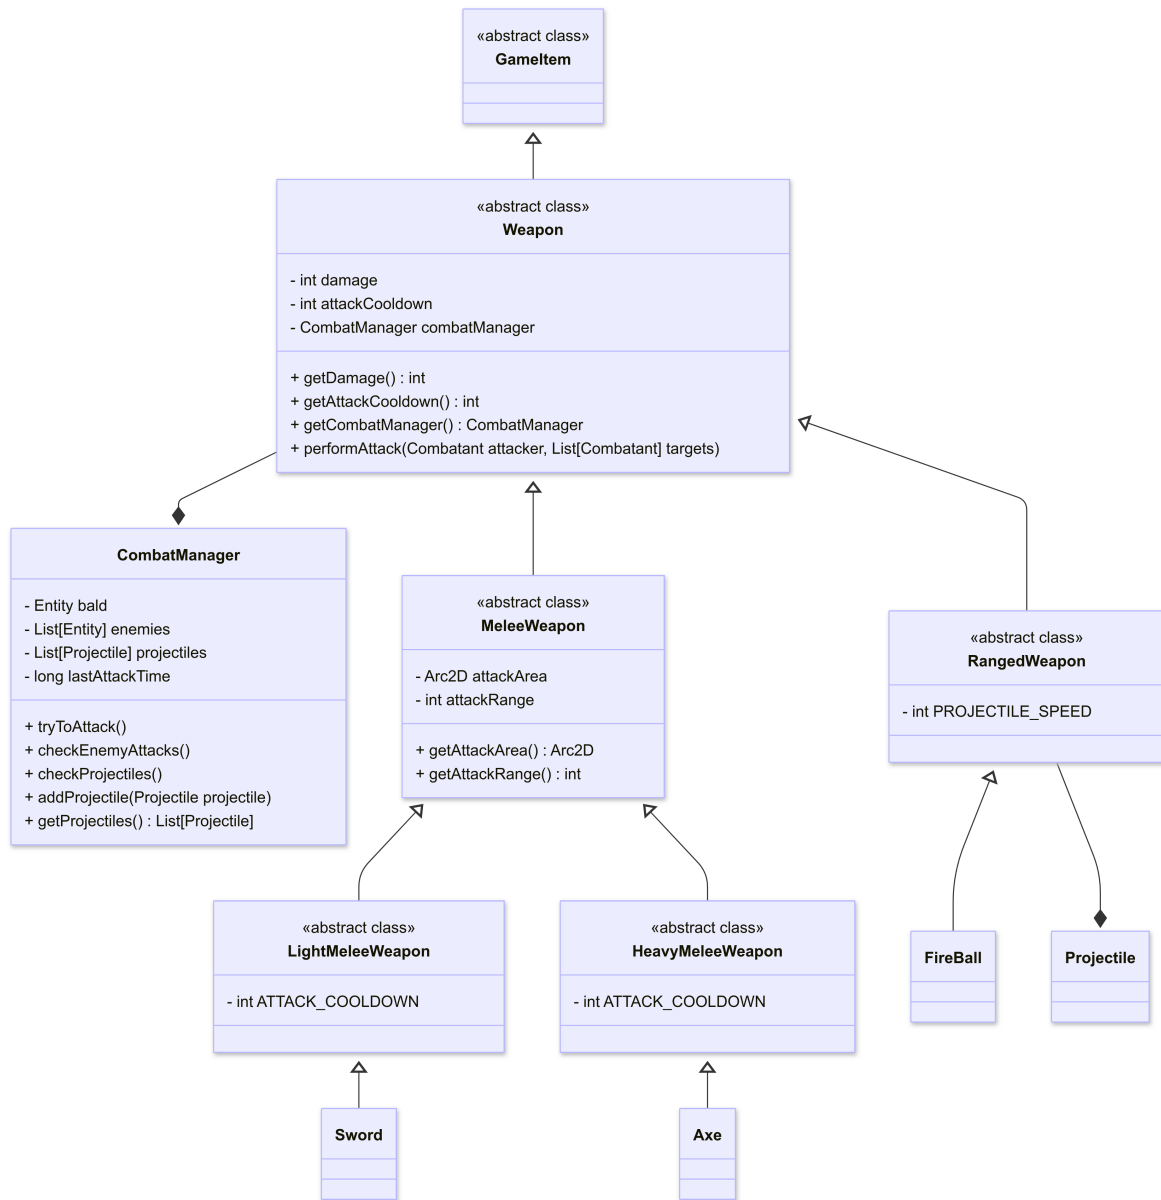 «abstract class»
GameItem
«abstract class»
Weapon
- int damage
- int attackCooldown
- CombatManager combatManager
+ getDamage() : int
+ getAttackCooldown() : int
+ getCombatManager() : CombatManager
+ performAttack(Combatant attacker, List[Combatant] targets)
CombatManager
- Entity bald
- List[Entity] enemies
- List[Projectile] projectiles
- long lastAttackTime
+ tryToAttack()
+ checkEnemyAttacks()
+ checkProjectiles()
+ addProjectile(Projectile projectile)
+ getProjectiles() : List[Projectile]
«abstract class»
MeleeWeapon
- Arc2D attackArea
- int attackRange
+ getAttackArea() : Arc2D
+ getAttackRange() : int
«abstract class»
RangedWeapon
- int PROJECTILE_SPEED
«abstract class»
LightMeleeWeapon
- int ATTACK_COOLDOWN
«abstract class»
HeavyMeleeWeapon
- int ATTACK_COOLDOWN
FireBall
Projectile
Sword
Axe